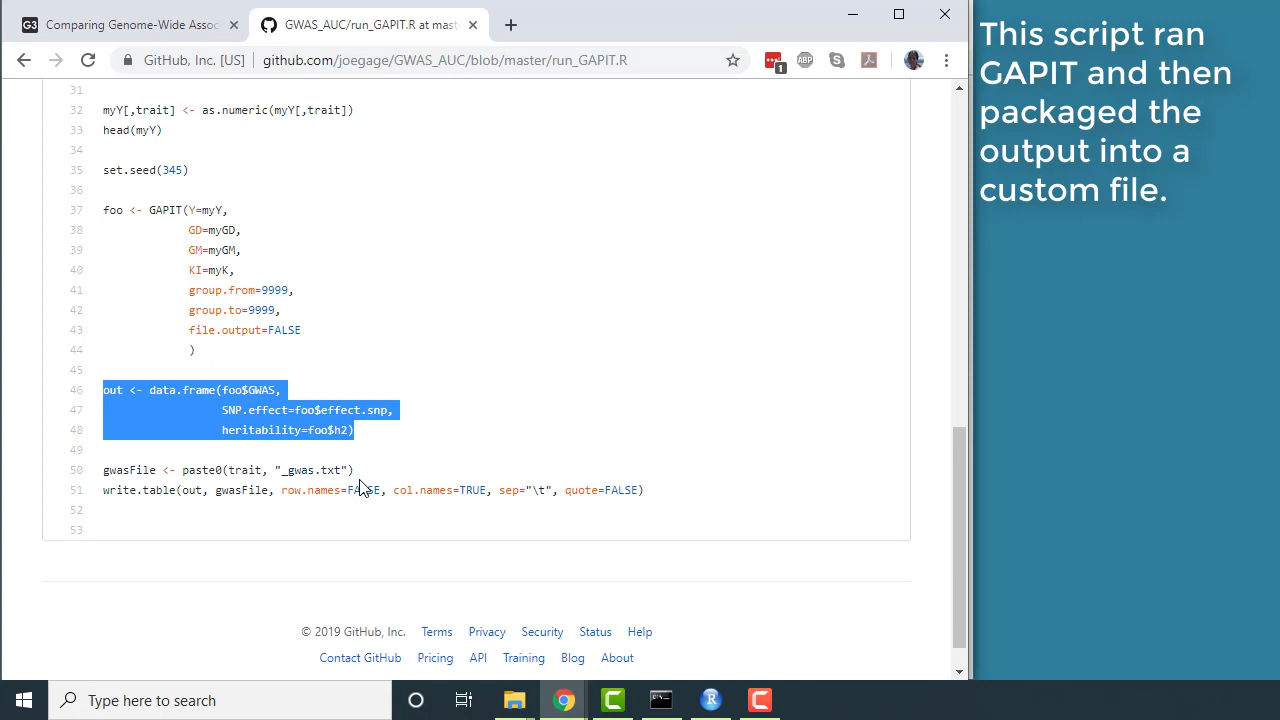 Comparing Genome-Wide Assoc
GWAS_AUC/run_GAPIT.R at mast
GitHub, Inc. [US]
github.com/joegage/GWAS_AUC/blob/master/run_GAPIT.R
1
ABP
This script ran
GAPIT and then
packaged the
output into a
custom file.
31
32 myY[,trait] <- as.numeric(myY[,trait])
33 head(myY)
34
35 set.seed(345)
36
37 foo <- GAPIT(Y=myY,
38 GD=myGD,
39 GM=myGM,
40 KI=myK,
41 group.from=9999,
42 group.to=9999,
43 file.output=FALSE
44 )
45
46 out <- data.frame(foo$GWAS,
47 SNP.effect=foo$effect.snp,
48 heritability=foo$h2)
49
50 gwasFile <- paste0(trait, "_gwas.txt")
51 write.table(out, gwasFile, row.names=FALSE, col.names=TRUE, sep="\t", quote=FALSE)
52
53
© 2019 GitHub, Inc. Terms Privacy Security Status Help
Contact GitHub Pricing API Training Blog About
Type here to search